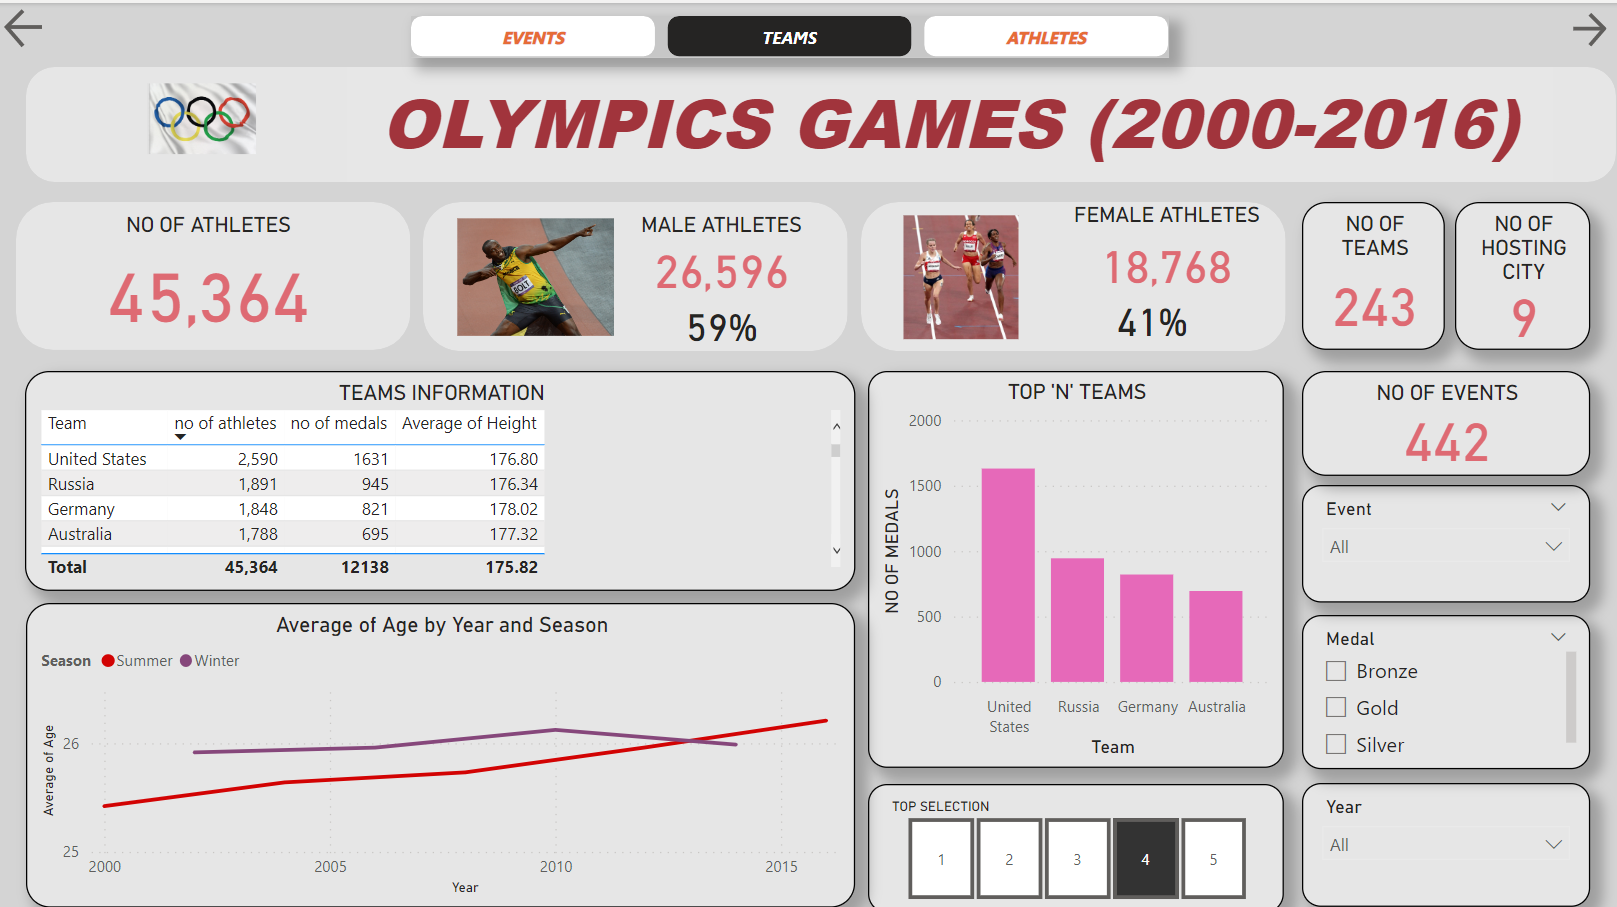 EVENTS
TEAMS
ATHLETES
OLYMPICS GAMES (2000-2016)
NO OF ATHLETES
45,364
MALE ATHLETES
26,596
59%
BOLT
FEMALE ATHLETES
18,768
41%
NO OF
TEAMS
243
NO OF
HOSTING
CITY
9
TEAMS INFORMATION
Team no of athletes no of medals Average of Height
United States 2,590 1631 176.80
Russia 1,891 945 176.34
Germany 1,848 821 178.02
Australia 1,788 695 177.32
Total 45,364 12138 175.82
TOP 'N' TEAMS
NO OF MEDALS
2000
1500
1000
500
0
United
States
Russia
Germany
Australia
Team
NO OF EVENTS
442
Event
All
Medal
Bronze
Gold
Silver
Average of Age by Year and Season
Season Summer Winter
Average of Age
26
25
2000 2005 2010 2015
Year
TOP SELECTION
1 2 3 4 5
Year
All